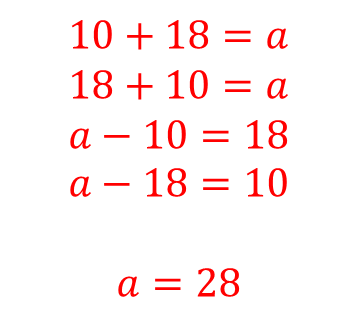 10 + 18 = a
18 + 10 = a
a − 10 = 18
a − 18 = 10
a = 28